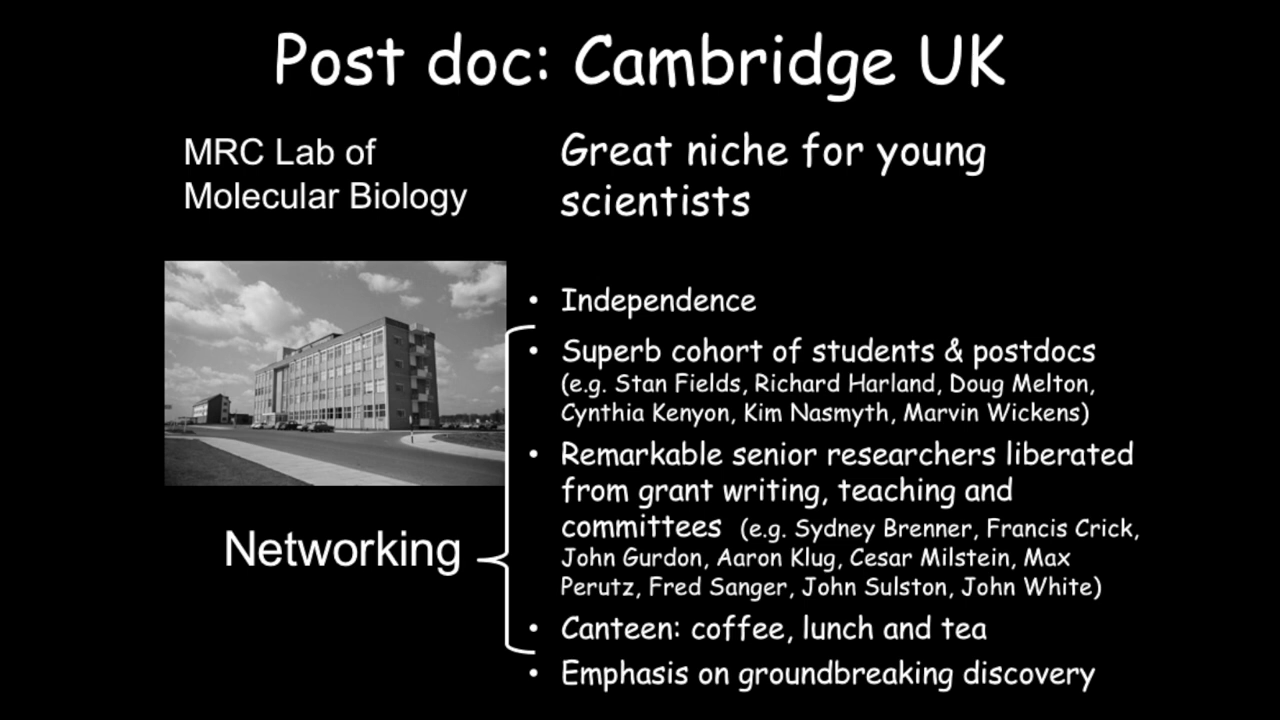 Post doc: Cambridge UK
MRC Lab of
Molecular Biology
Great niche for young
scientists
• Independence
• Superb cohort of students & postdocs
(e.g. Stan Fields, Richard Harland, Doug Melton,
Cynthia Kenyon, Kim Nasmyth, Marvin Wickens)
• Remarkable senior researchers liberated
from grant writing, teaching and
committees (e.g. Sydney Brenner, Francis Crick,
John Gurdon, Aaron Klug, Cesar Milstein, Max
Perutz, Fred Sanger, John Sulston, John White)
• Canteen: coffee, lunch and tea
• Emphasis on groundbreaking discovery
Networking